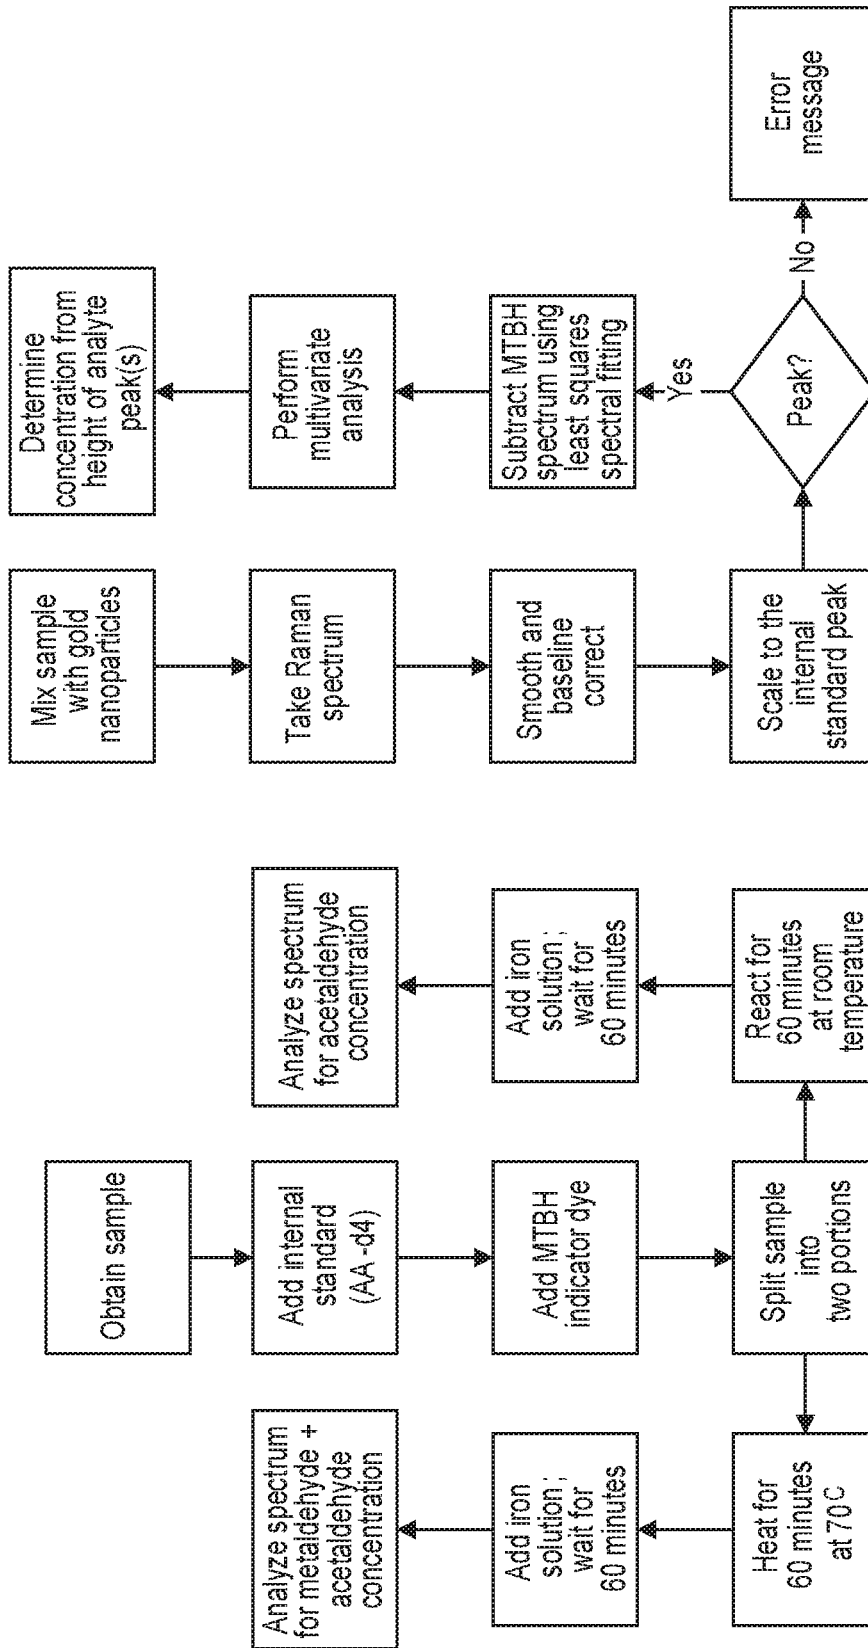 Obtain sample
Add internal
standard
(AA -d4)
Add MTBH
indicator dye
Split sample
into
two portions
Heat for
60 minutes
at 70C
Add iron
solution;
wait for
60 minutes
Analyze spectrum
for metaldehyde +
acetaldehyde
concentration
React for
60 minutes
at room
temperature
Add iron
solution;
wait for
60 minutes
Analyze spectrum
for acetaldehyde
concentration
Mix sample
with gold
nanoparticles
Take Raman
spectrum
Smooth and
baseline
correct
Scale to the
internal
standard peak
Peak?
No
Error
message
Yes
Subtract MTBH
spectrum using
least squares
spectral fitting
Perform
multivariate
analysis
Determine
concentration from
height of analyte
peak(s)